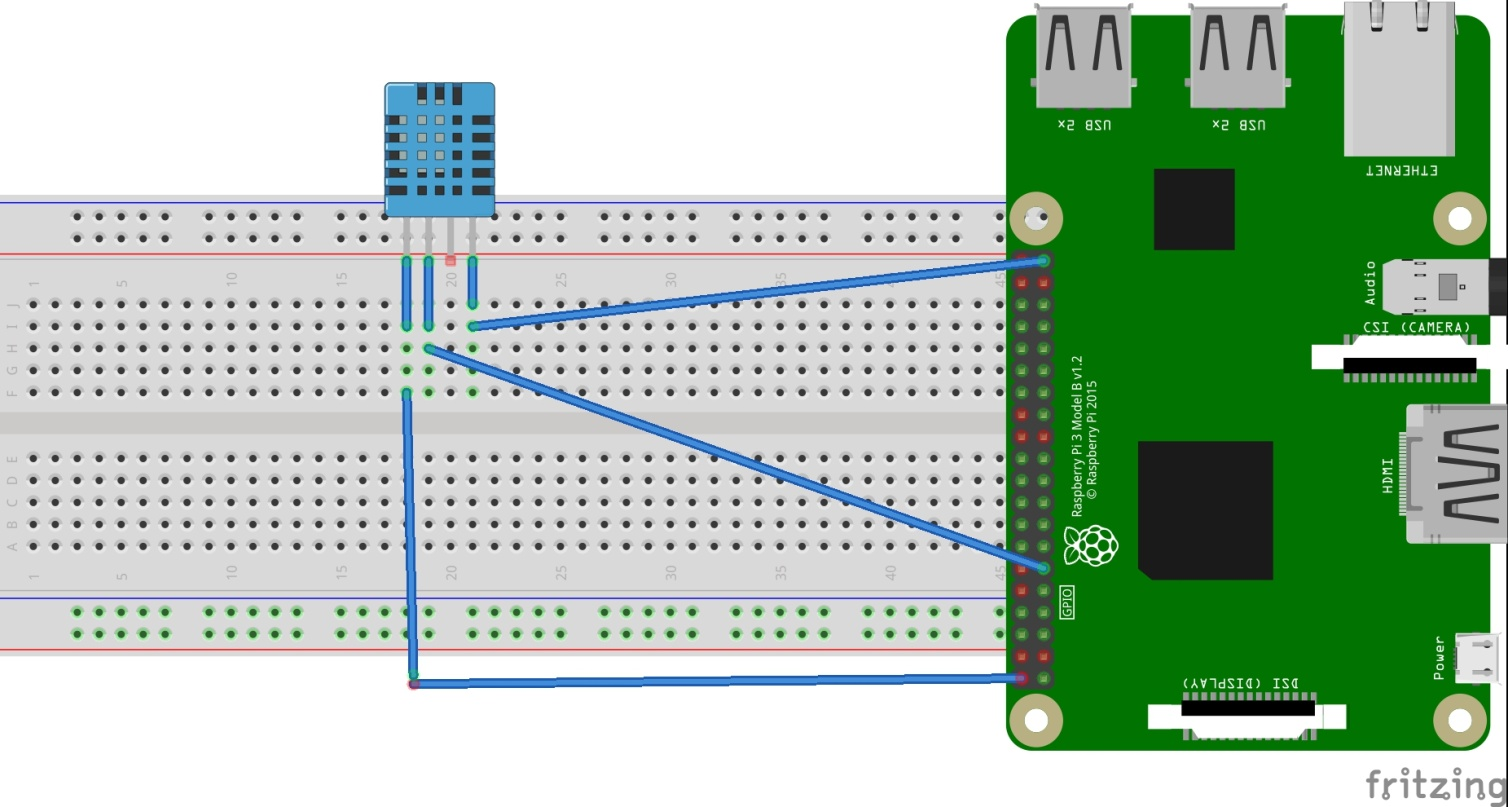 USB 2x
USB 2x
ETHERNET
1
5
10
15
20
25
30
35
40
45
Audio
J
I
H
G
F
CSI (CAMERA)
Raspberry Pi 3 Model B v1.2
© Raspberry Pi 2015
HDMI
E
D
C
B
A
1
5
10
15
20
25
30
35
40
45
GPIO
Power
DSI (DISPLAY)
fritzing